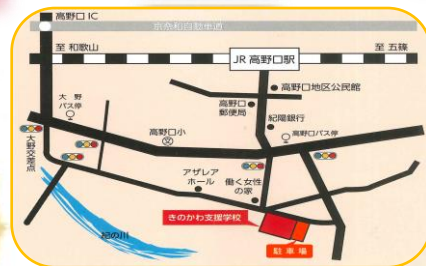 高野口 IC
京奈和自動車道
至 和歌山
JR 高野口駅
至 五條
高野口地区公民館
大野
バス停
高野口
郵便局
紀陽銀行
高野口小
文
高野口バス停
大野交差点
アザレア
ホール
働く女性
の家
きのかわ支援学校
紀の川
駐車場